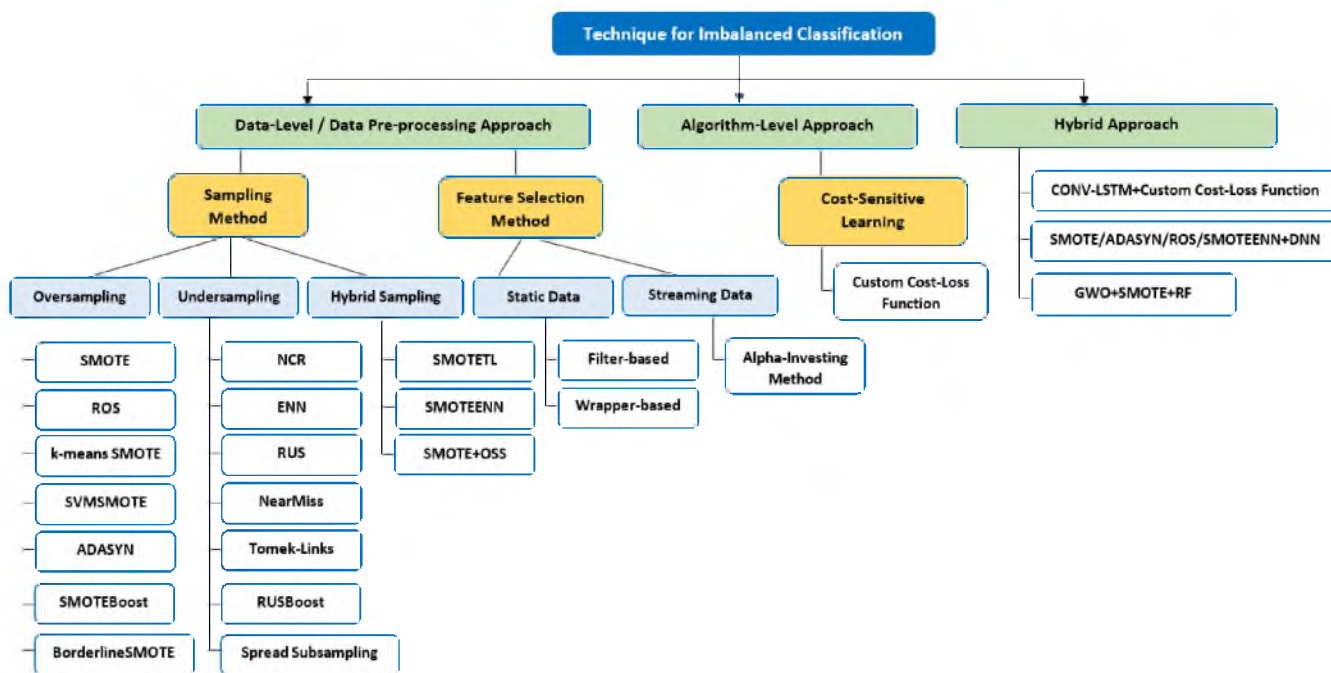 Technique for Imbalanced Classification
Data-Level / Data Pre-processing Approach
Algorithm-Level Approach
Hybrid Approach
Sampling
Method
Feature Selection
Method
Cost-Sensitive
Learning
CONV-LSTM+Custom Cost-Loss Function
SMOTE/ADASYN/ROS/SMOTEENN+DNN
GWO+SMOTE+RF
Custom Cost-Loss
Function
Oversampling
Undersampling
Hybrid Sampling
Static Data
Streaming Data
SMOTE
ROS
k-means SMOTE
SVMSMOTE
ADASYN
SMOTEBoost
BorderlineSMOTE
NCR
ENN
RUS
NearMiss
Tomek-Links
RUSBoost
Spread Subsampling
SMOTETL
SMOTEENN
SMOTE+OSS
Filter-based
Wrapper-based
Alpha-Investing
Method